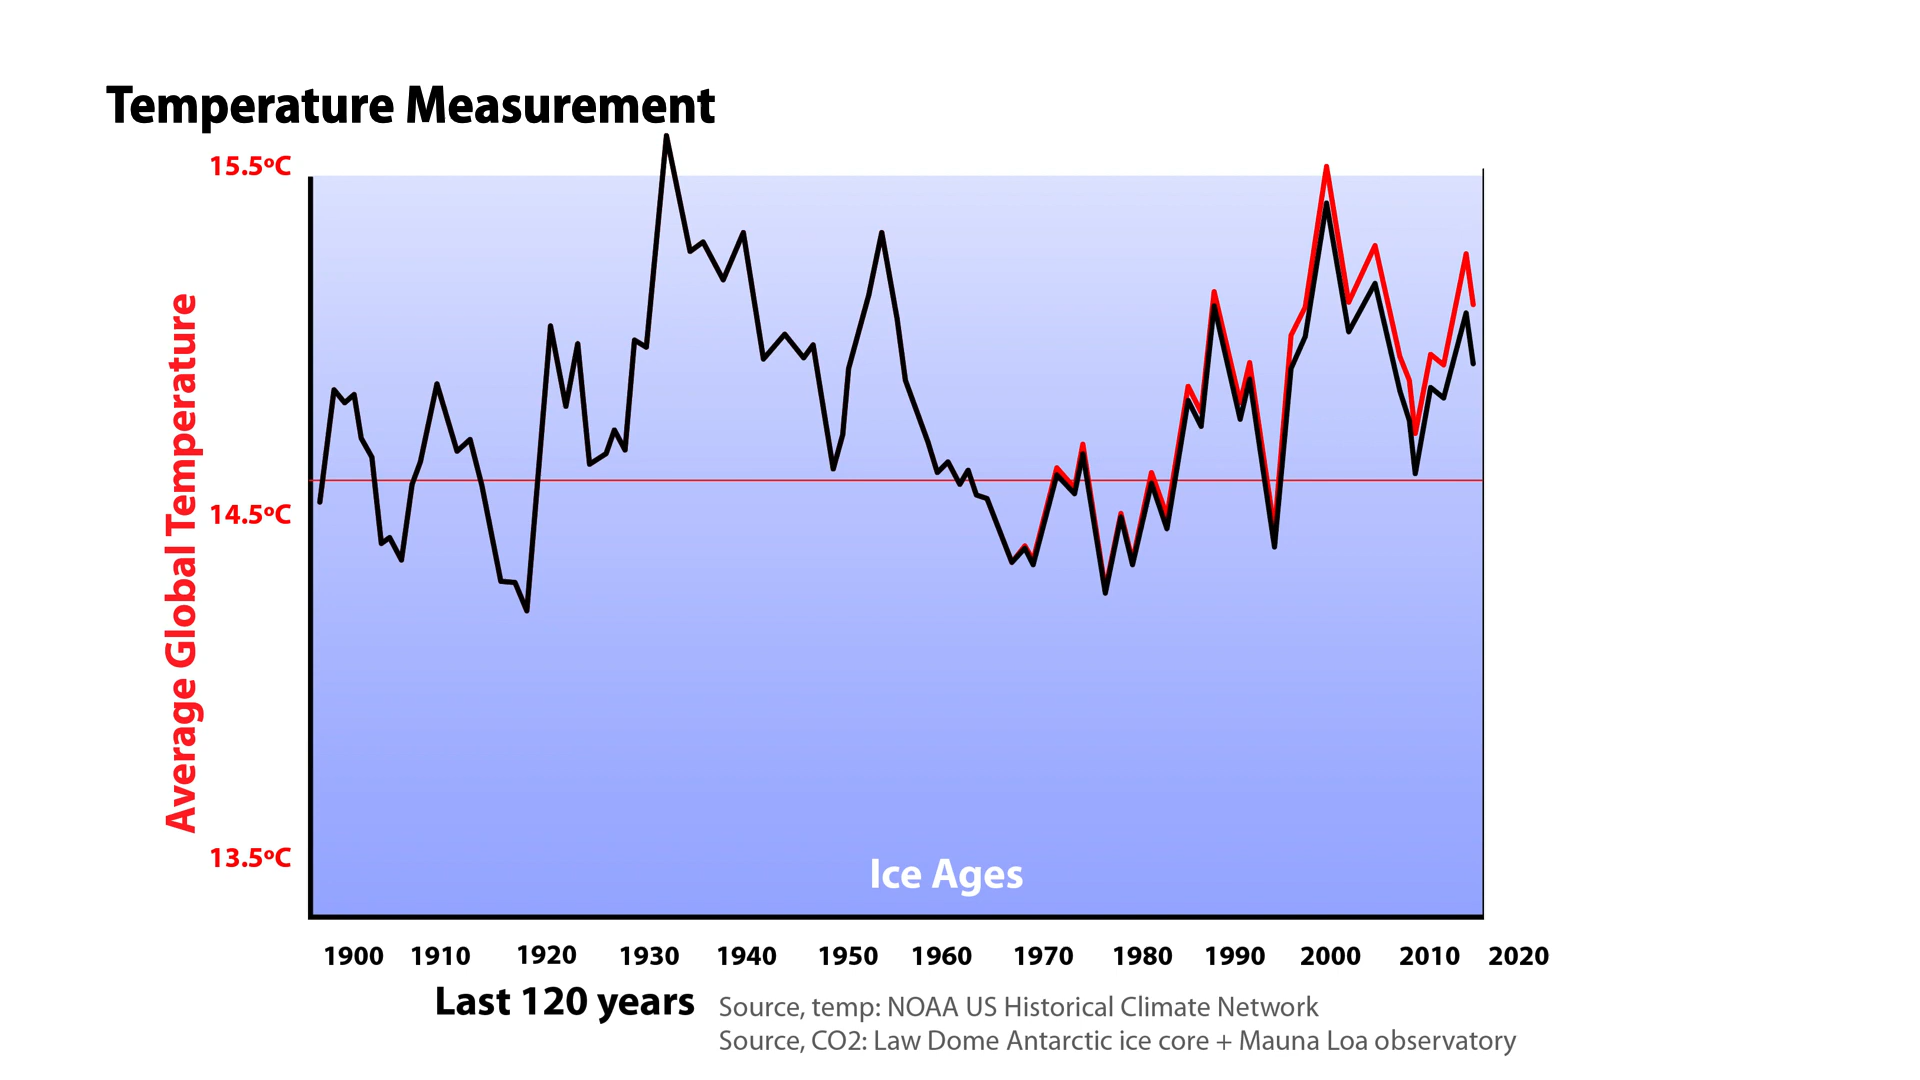 Temperature Measurement
15.5ºC
14.5ºC
13.5ºC
Average Global Temperature
Ice Ages
1900 1910 1920 1930 1940 1950 1960 1970 1980 1990 2000 2010 2020
Last 120 years
Source, temp: NOAA US Historical Climate Network
Source, CO2: Law Dome Antarctic ice core + Mauna Loa observatory